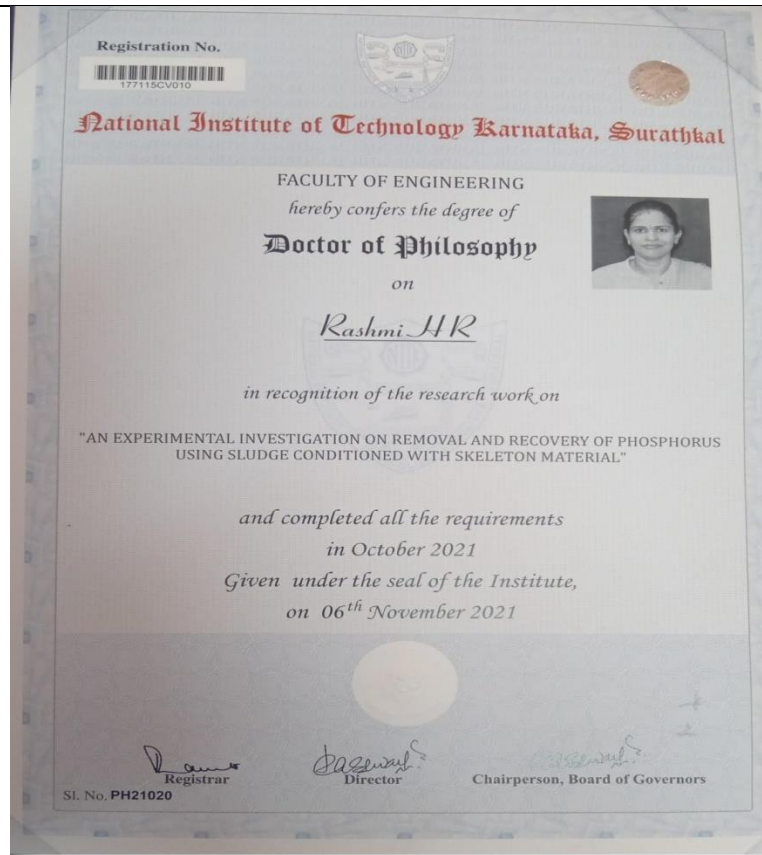 Registration No.
177115CV010
National Institute of Technology Karnataka, Surathkal
FACULTY OF ENGINEERING
hereby confers the degree of
Doctor of Philosophy
on
Rashmi H R
in recognition of the research work on
"AN EXPERIMENTAL INVESTIGATION ON REMOVAL AND RECOVERY OF PHOSPHORUS
USING SLUDGE CONDITIONED WITH SKELETON MATERIAL"
and completed all the requirements
in October 2021
Given under the seal of the Institute,
on 06th November 2021
Registrar
Director
Chairperson, Board of Governors
Sl. No. PH21020